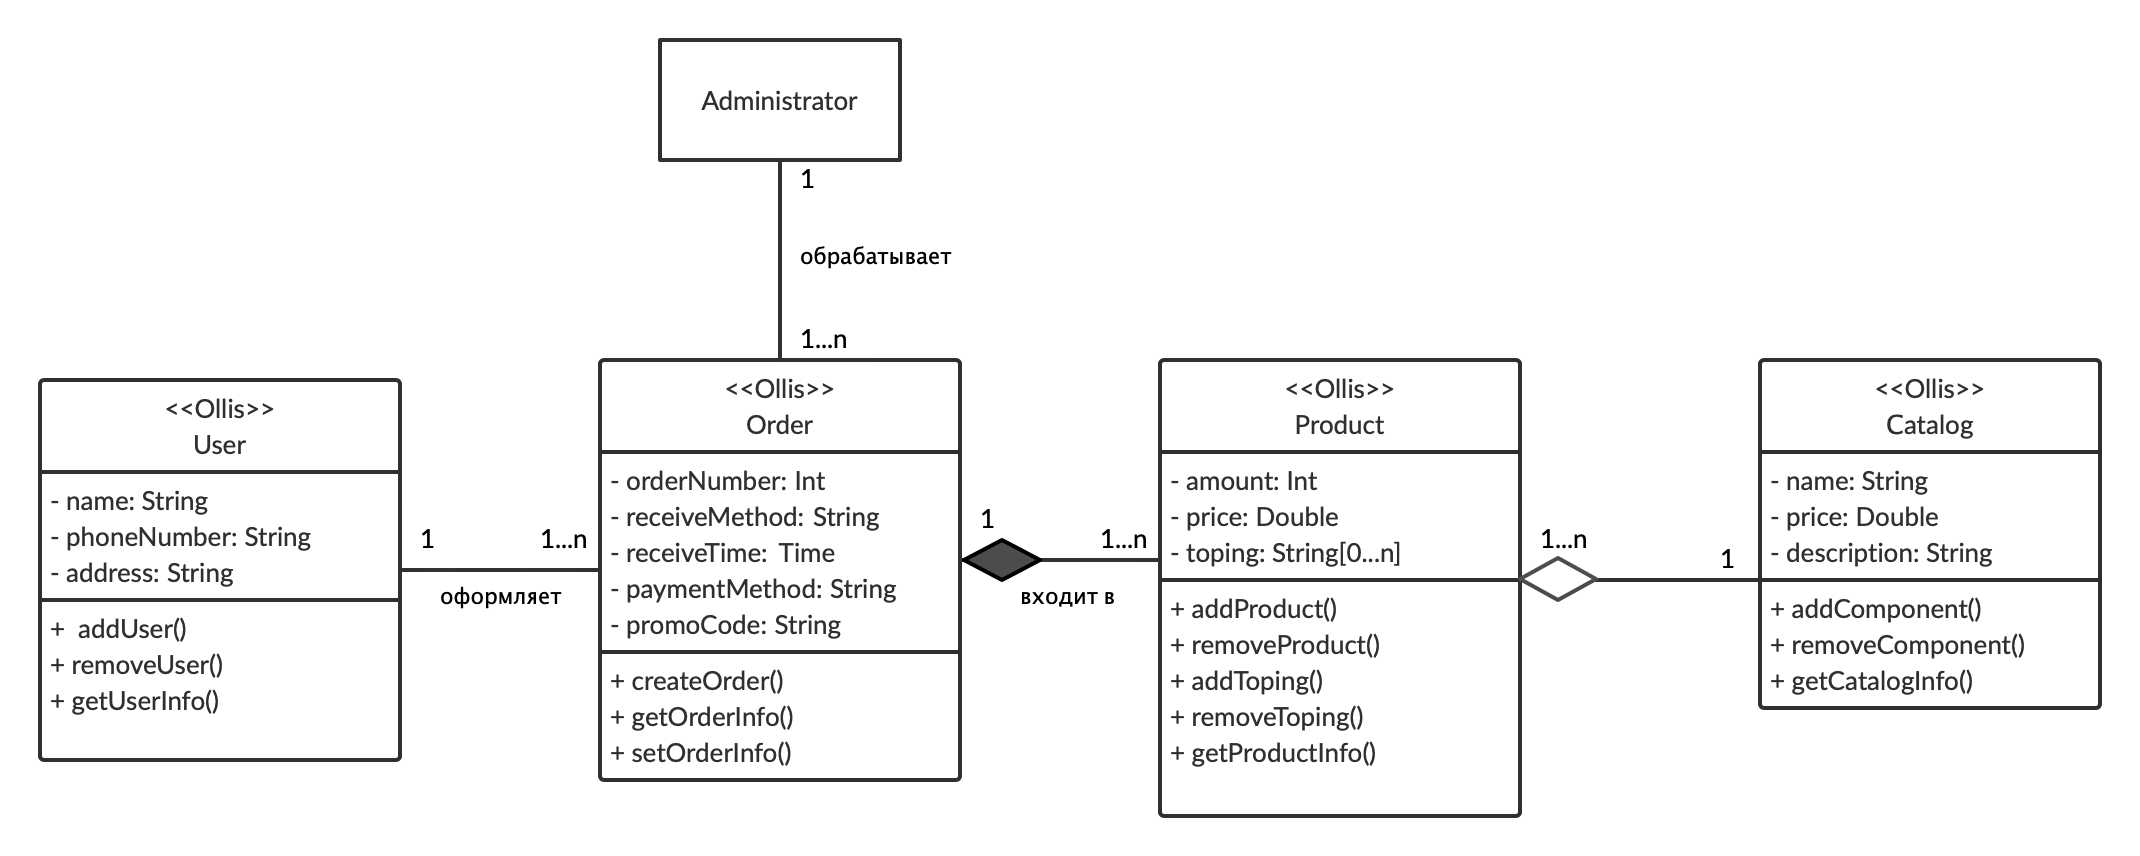 Administrator
1
обрабатывает
1...n
<<Ollis>>
User
- name: String
- phoneNumber: String
- address: String
+  addUser()
+ removeUser()
+ getUserInfo()
1
1...n
оформляет
<<Ollis>>
Order
- orderNumber: Int
- receiveMethod: String
- receiveTime: Time
- paymentMethod: String
- promoCode: String
+ createOrder()
+ getOrderInfo()
+ setOrderInfo()
1
1...n
входит в
<<Ollis>>
Product
- amount: Int
- price: Double
- toping: String[0...n]
+ addProduct()
+ removeProduct()
+ addToping()
+ removeToping()
+ getProductInfo()
1...n
1
<<Ollis>>
Catalog
- name: String
- price: Double
- description: String
+ addComponent()
+ removeComponent()
+ getCatalogInfo()